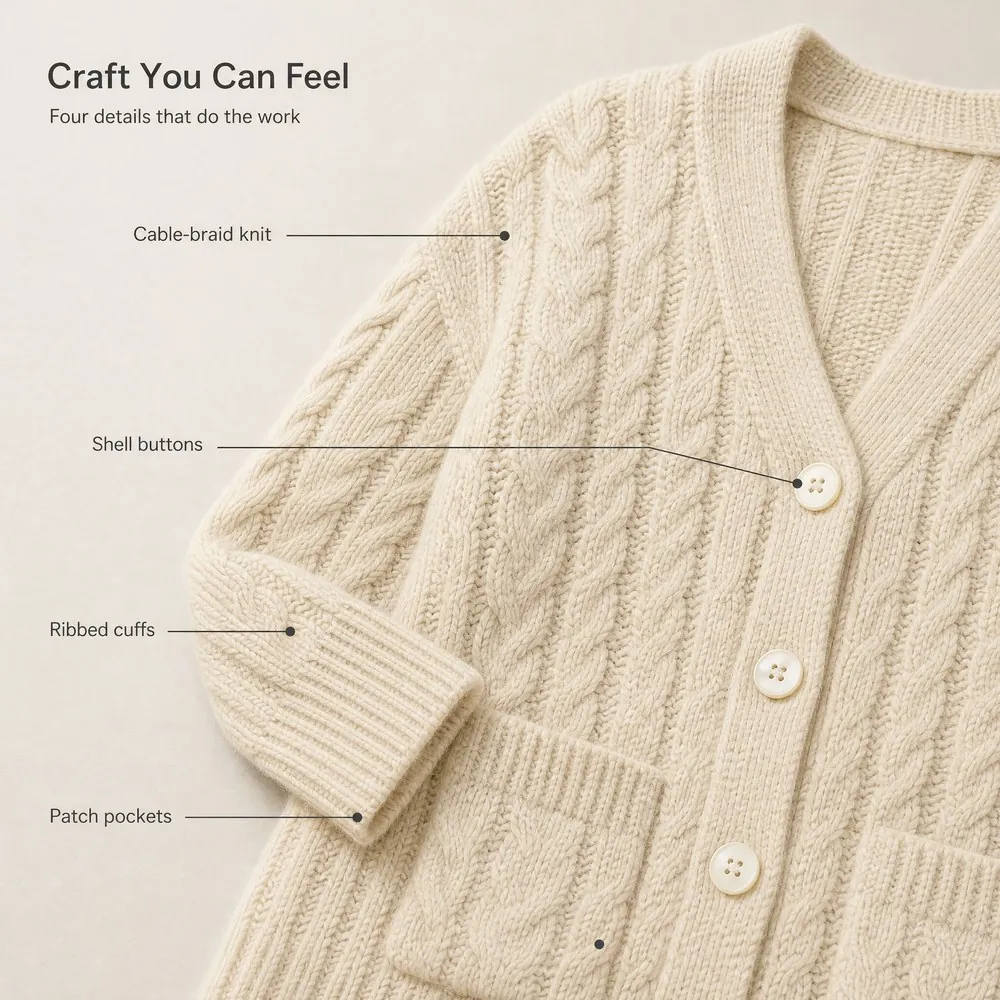 Craft You Can Feel
Four details that do the work
Cable-braid knit
Shell buttons
Ribbed cuffs
Patch pockets